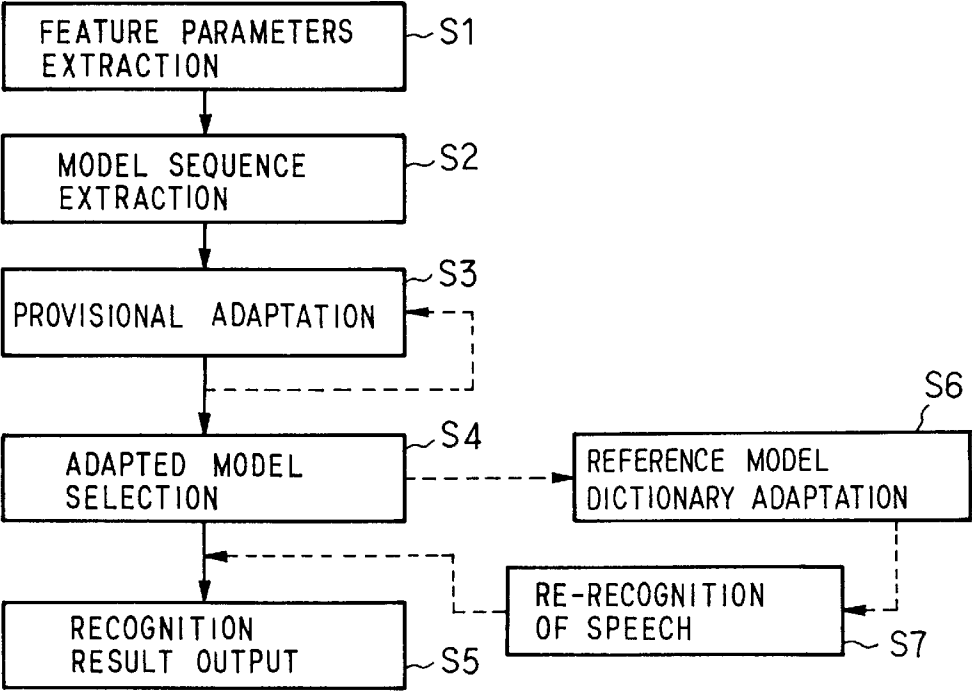 FEATURE PARAMETERS
EXTRACTION
S1
MODEL SEQUENCE
EXTRACTION
S2
PROVISIONAL ADAPTATION
S3
ADAPTED MODEL
SELECTION
S4
REFERENCE MODEL
DICTIONARY ADAPTATION
S6
RE-RECOGNITION
OF SPEECH
S7
RECOGNITION
RESULT OUTPUT
S5